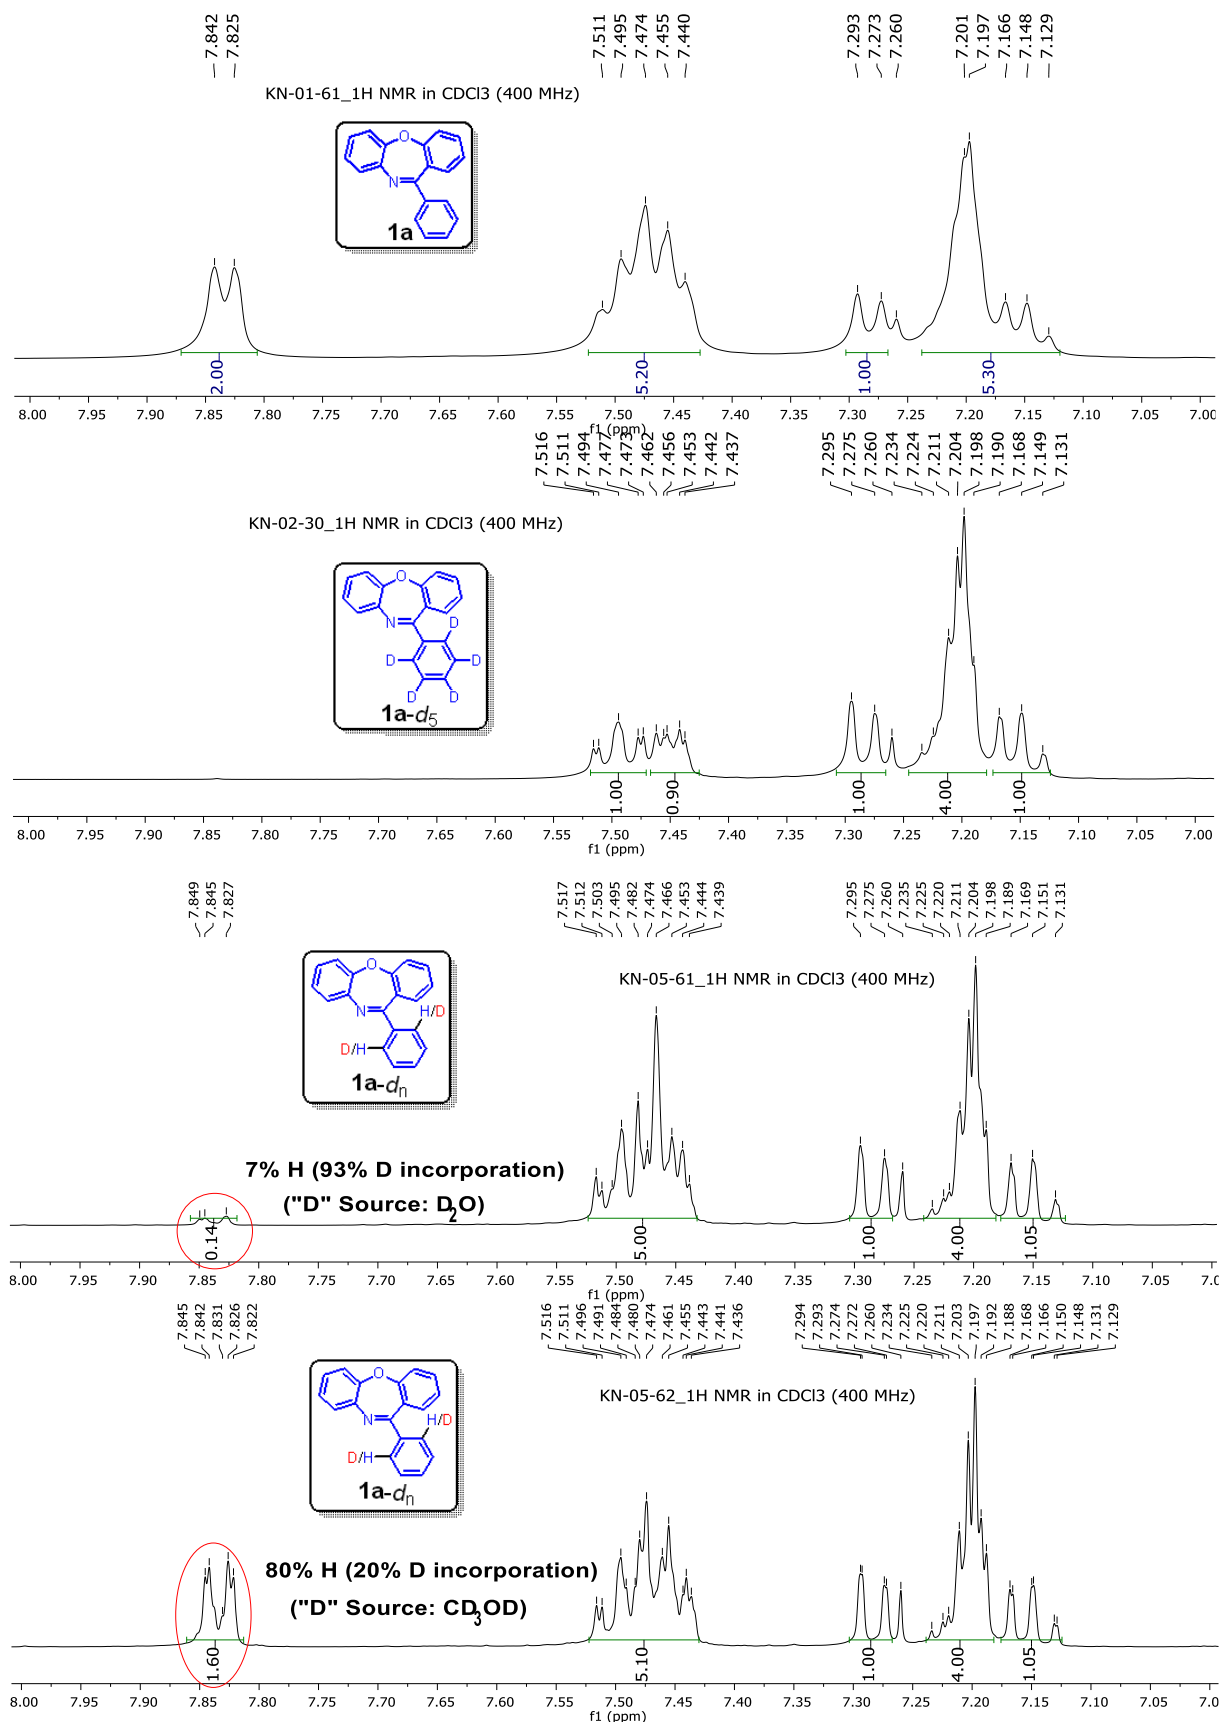 7.842 7.825 7.511 7.495 7.474 7.455 7.440 7.293 7.273 7.260 7.201 7.197 7.166 7.148 7.129
KN-01-61_1H NMR in CDCl3 (400 MHz)
O
N
1a
2.00 5.20 1.00 5.30
8.00 7.95 7.90 7.85 7.80 7.75 7.70 7.65 7.60 7.55 7.50 7.45 7.40 7.35 7.30 7.25 7.20 7.15 7.10 7.05 7.00
f1 (ppm)
7.516 7.511 7.494 7.477 7.473 7.462 7.456 7.453 7.442 7.437 7.295 7.275 7.260 7.234 7.224 7.211 7.204 7.198 7.190 7.168 7.149 7.131
KN-02-30_1H NMR in CDCl3 (400 MHz)
O
N
D
D D
D D
1a-d5
1.00 0.90 1.00 4.00 1.00
8.00 7.95 7.90 7.85 7.80 7.75 7.70 7.65 7.60 7.55 7.50 7.45 7.40 7.35 7.30 7.25 7.20 7.15 7.10 7.05 7.00
f1 (ppm)
7.849 7.845 7.827 7.517 7.512 7.503 7.495 7.482 7.474 7.466 7.453 7.444 7.439 7.295 7.275 7.260 7.235 7.225 7.220 7.211 7.204 7.198 7.189 7.169 7.151 7.131
KN-05-61_1H NMR in CDCl3 (400 MHz)
O
N
H/D
D/H
1a-dn
7% H (93% D incorporation)
("D" Source: D2O)
0.14 5.00 1.00 4.00 1.05
8.00 7.95 7.90 7.85 7.80 7.75 7.70 7.65 7.60 7.55 7.50 7.45 7.40 7.35 7.30 7.25 7.20 7.15 7.10 7.05 7.0
f1 (ppm)
7.845 7.842 7.831 7.826 7.822 7.516 7.511 7.496 7.491 7.484 7.480 7.474 7.461 7.455 7.443 7.441 7.436 7.294 7.293 7.274 7.272 7.260 7.234 7.225 7.220 7.211 7.203 7.197 7.192 7.188 7.168 7.166 7.150 7.148 7.131 7.129
KN-05-62_1H NMR in CDCl3 (400 MHz)
O
N
H/D
D/H
1a-dn
80% H (20% D incorporation)
("D" Source: CD3OD)
1.60 5.10 1.00 4.00 1.05
8.00 7.95 7.90 7.85 7.80 7.75 7.70 7.65 7.60 7.55 7.50 7.45 7.40 7.35 7.30 7.25 7.20 7.15 7.10 7.05 7.0
f1 (ppm)